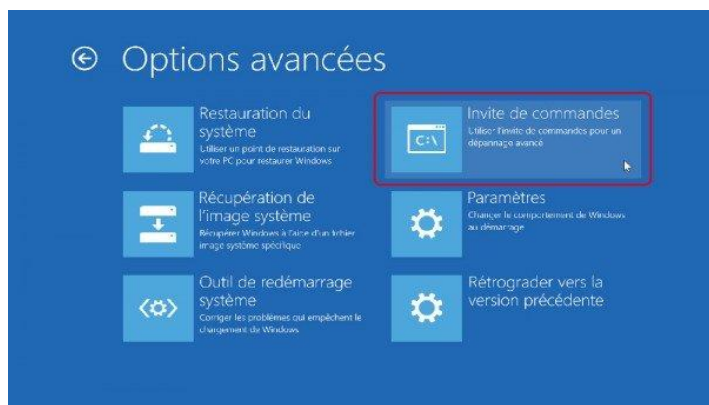 Options avancées
Restauration du
système
Utiliser un point de restauration sur
votre PC pour restaurer Windows
Invite de commandes
Utiliser l'invite de commandes pour un
dépannage avancé
C:\
Récupération de
l'image système
Récupérer Windows à l'aide d'un fichier
image système spécifique
Paramètres
Changer le comportement de Windows
au démarrage
Outil de redémarrage
système
Corriger les problèmes qui empêchent le
chargement de Windows
Rétrograder vers la
version précédente